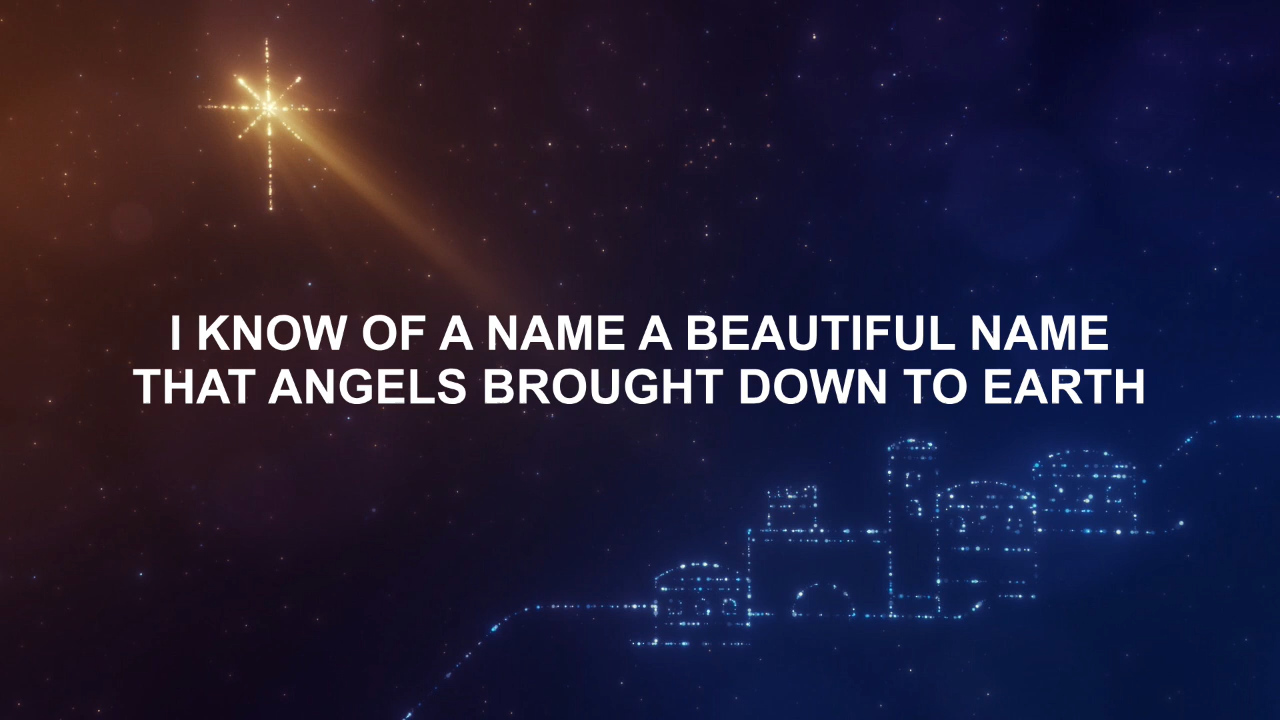 I KNOW OF A NAME A BEAUTIFUL NAME
THAT ANGELS BROUGHT DOWN TO EARTH